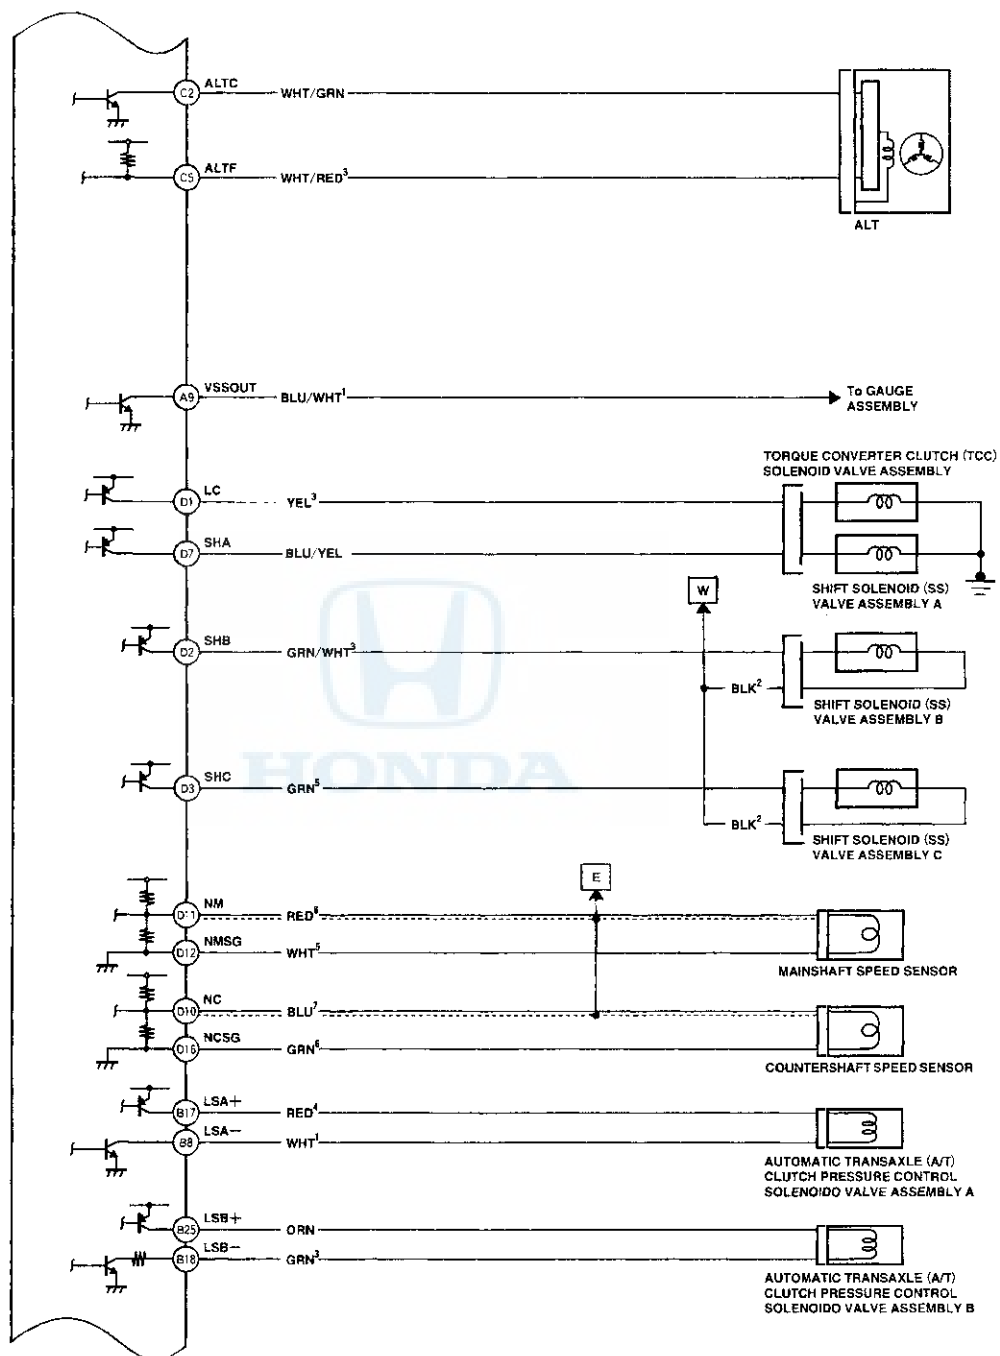 ALTC
C2
WHT/GRN
ALTF
C5
WHT/RED³
ALT
VSSOUT
A9
BLU/WHT¹
To GAUGE
ASSEMBLY
TORQUE CONVERTER CLUTCH (TCC)
SOLENOID VALVE ASSEMBLY
LC
D1
YEL³
SHA
D7
BLU/YEL
SHIFT SOLENOID (SS)
VALVE ASSEMBLY A
W
SHB
D2
GRN/WHT³
BLK²
SHIFT SOLENOID (SS)
VALVE ASSEMBLY B
HONDA
SHC
D3
GRN⁵
BLK²
SHIFT SOLENOID (SS)
VALVE ASSEMBLY C
E
NM
D11
RED⁶
NMSG
D12
WHT⁵
MAINSHAFT SPEED SENSOR
NC
D10
BLU⁷
NCSG
D16
GRN⁶
COUNTERSHAFT SPEED SENSOR
LSA+
B17
RED⁴
LSA−
B8
WHT¹
AUTOMATIC TRANSAXLE (A/T)
CLUTCH PRESSURE CONTROL
SOLENOIDO VALVE ASSEMBLY A
LSB+
B25
ORN
LSB−
B18
GRN³
AUTOMATIC TRANSAXLE (A/T)
CLUTCH PRESSURE CONTROL
SOLENOIDO VALVE ASSEMBLY B